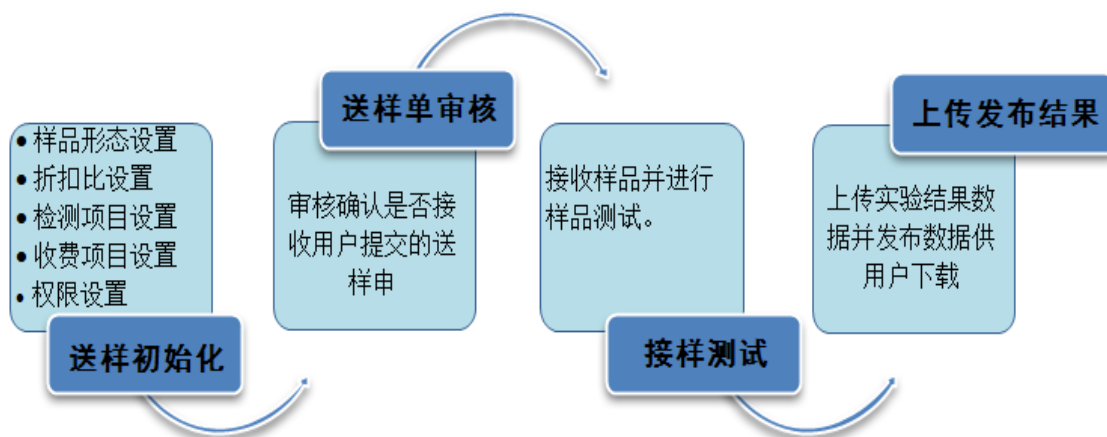 • 样品形态设置
• 折扣比设置
• 检测项目设置
• 收费项目设置
• 权限设置
送样初始化
送样单审核
审核确认是否接
收用户提交的送
样申
接收样品并进行
样品测试。
接样测试
上传发布结果
上传实验结果数
据并发布数据供
用户下载